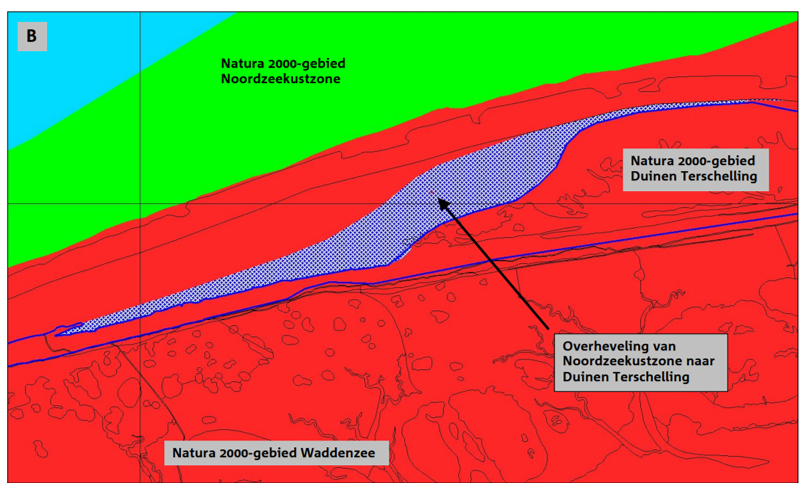 B
Natura 2000-gebied
Noordzeekustzone
Natura 2000-gebied
Duinen Terschelling
Overheveling van
Noordzeekustzone naar
Duinen Terschelling
Natura 2000-gebied Waddenzee